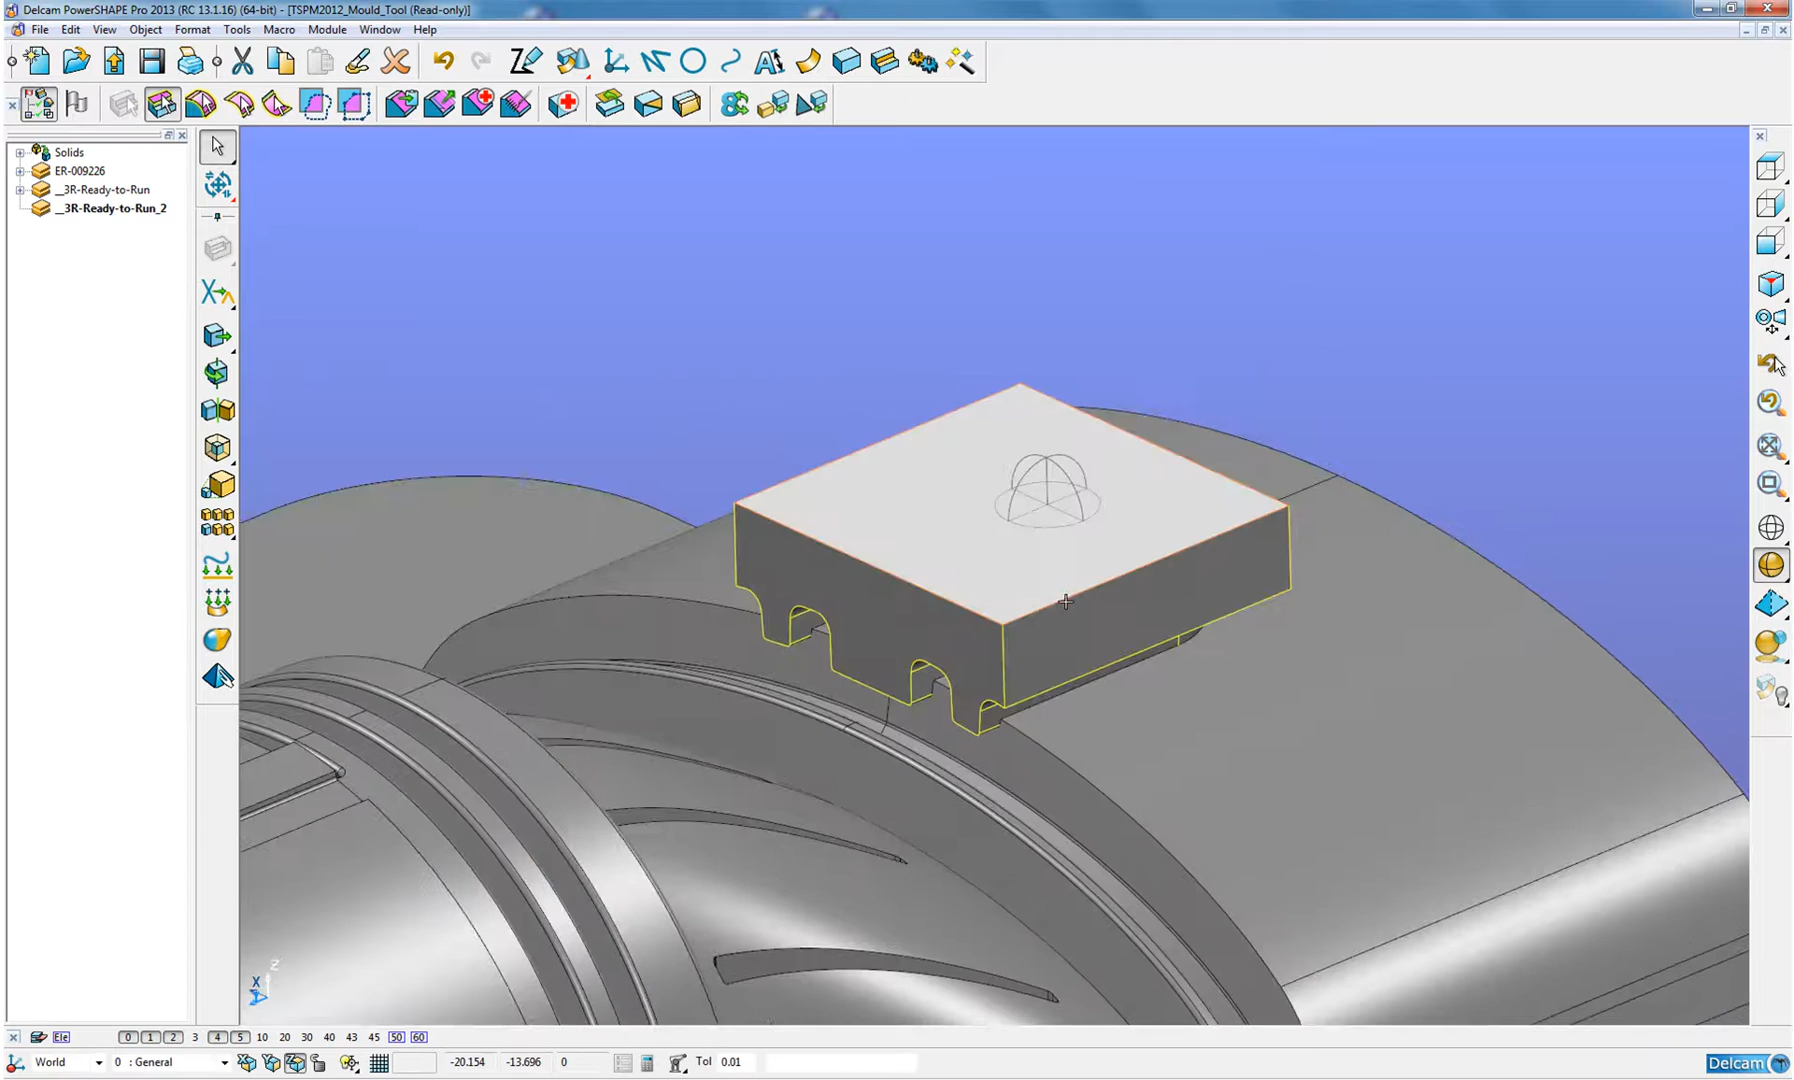 Delcam PowerSHAPE Pro 2013 (RC 13.1.16) (64-bit) - [TSPM2012_Mould_Tool (Read-only)]
File Edit View Object Format Tools Macro Module Window Help
Solids
ER-009226
__3R-Ready-to-Run
__3R-Ready-to-Run_2
Z
X
Ele 0 1 2 3 4 5 10 20 30 40 43 45 50 60
World 0 : General -20.154 -13.696 0 Tol 0.01 Delcam